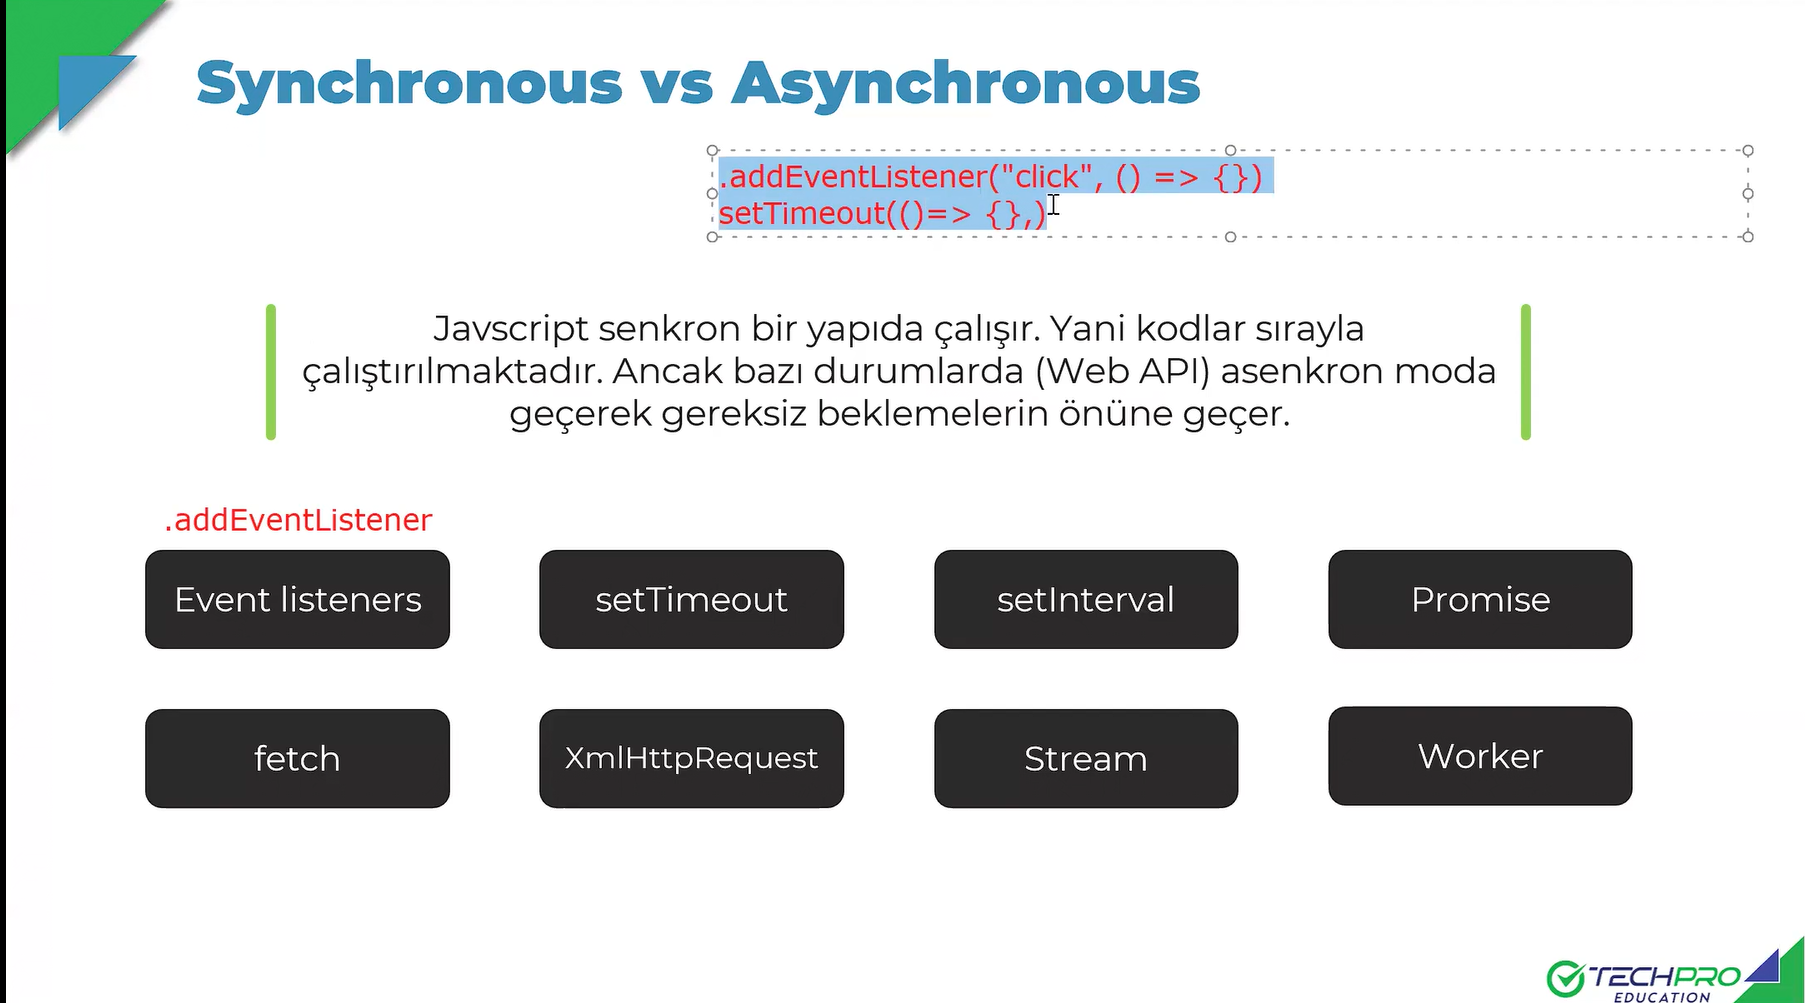 Synchronous vs Asynchronous
.addEventListener("click", () => {})
setTimeout(()=> {},)
Javscript senkron bir yapıda çalışır. Yani kodlar sırayla
çalıştırılmaktadır. Ancak bazı durumlarda (Web API) asenkron moda
geçerek gereksiz beklemelerin önüne geçer.
.addEventListener
Event listeners
setTimeout
setInterval
Promise
fetch
XmlHttpRequest
Stream
Worker
TECHPRO
EDUCATION